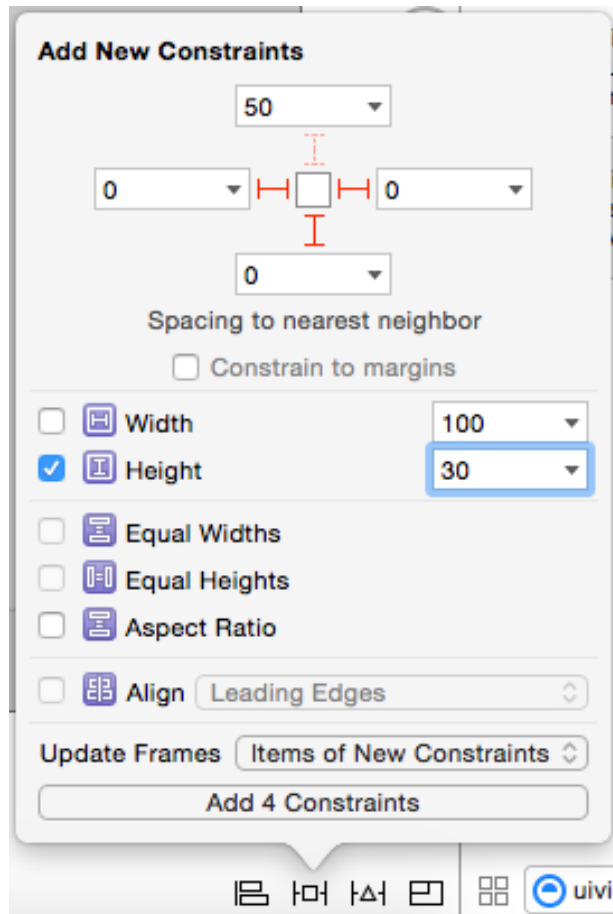 Add New Constraints
50
0 0
0
Spacing to nearest neighbor
Constrain to margins
Width 100
Height 30
Equal Widths
Equal Heights
Aspect Ratio
Align Leading Edges
Update Frames Items of New Constraints
Add 4 Constraints
uivi